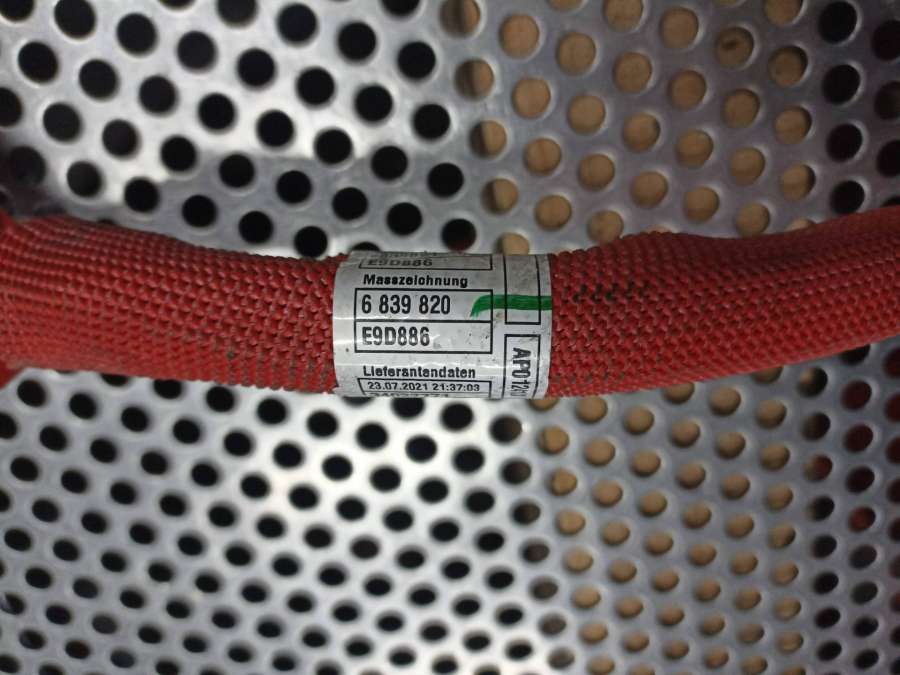 E9D886
Masszeichnung
6 839 820
E9D886
Lieferantendaten
23.07.2021 21:37:03